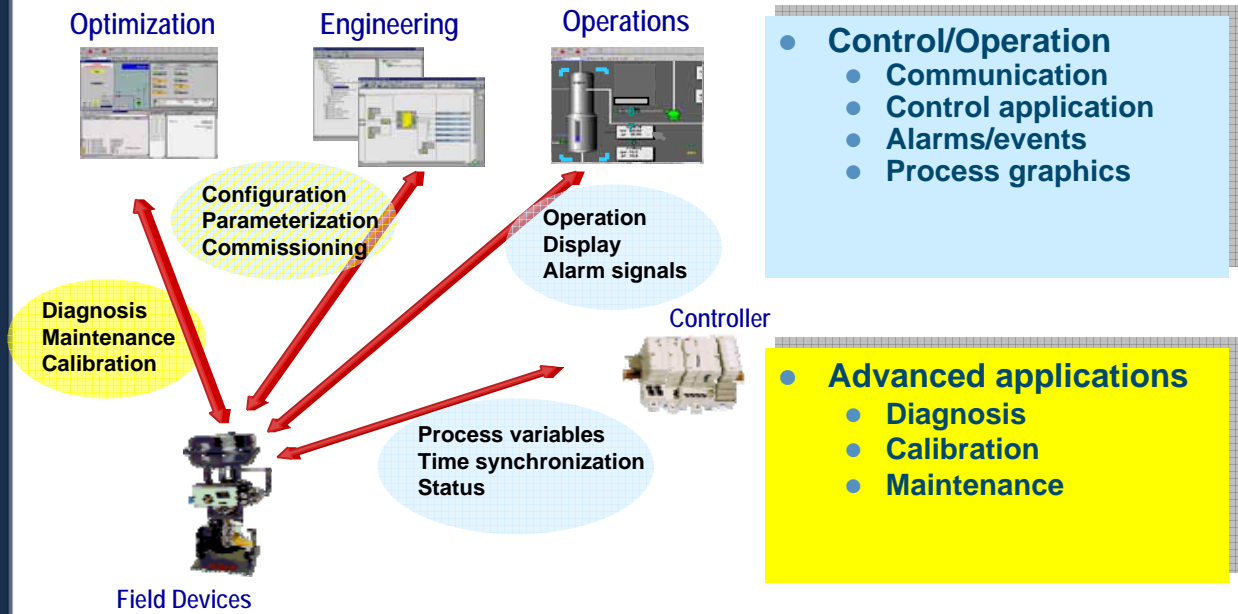 Optimization
Engineering
Operations
Configuration
Parameterization
Commissioning
Operation
Display
Alarm signals
Diagnosis
Maintenance
Calibration
Controller
Process variables
Time synchronization
Status
Field Devices
Control/Operation
Communication
Control application
Alarms/events
Process graphics
Advanced applications
Diagnosis
Calibration
Maintenance